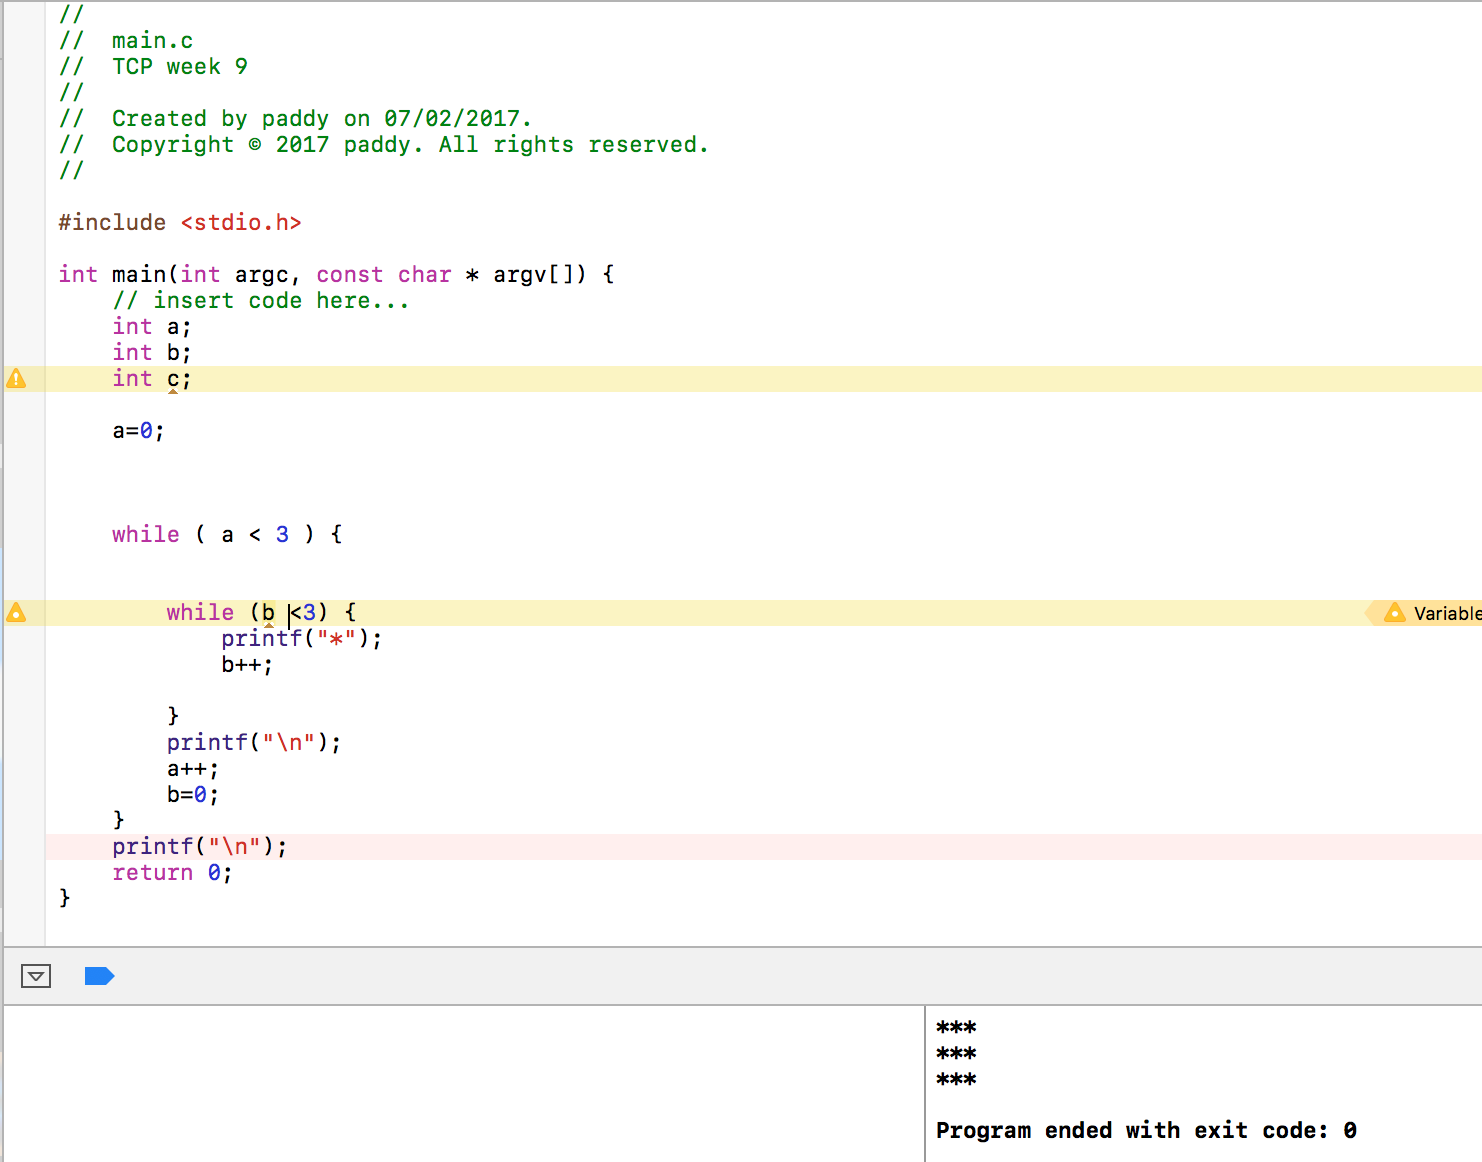 //
//  main.c
//  TCP week 9
//
//  Created by paddy on 07/02/2017.
//  Copyright © 2017 paddy. All rights reserved.
//
#include <stdio.h>
int main(int argc, const char * argv[]) {
    // insert code here...
    int a;
    int b;
    int c;
    a=0;
    while ( a < 3 ) {
        while (b <3) { Variable
            printf("*");
            b++;
        }
        printf("\n");
        a++;
        b=0;
    }
    printf("\n");
    return 0;
}
***
***
***
Program ended with exit code: 0